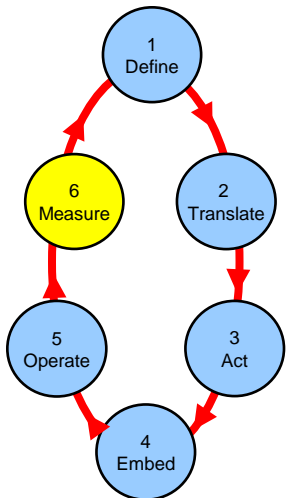 1
Define
2
Translate
3
Act
4
Embed
5
Operate
6
Measure